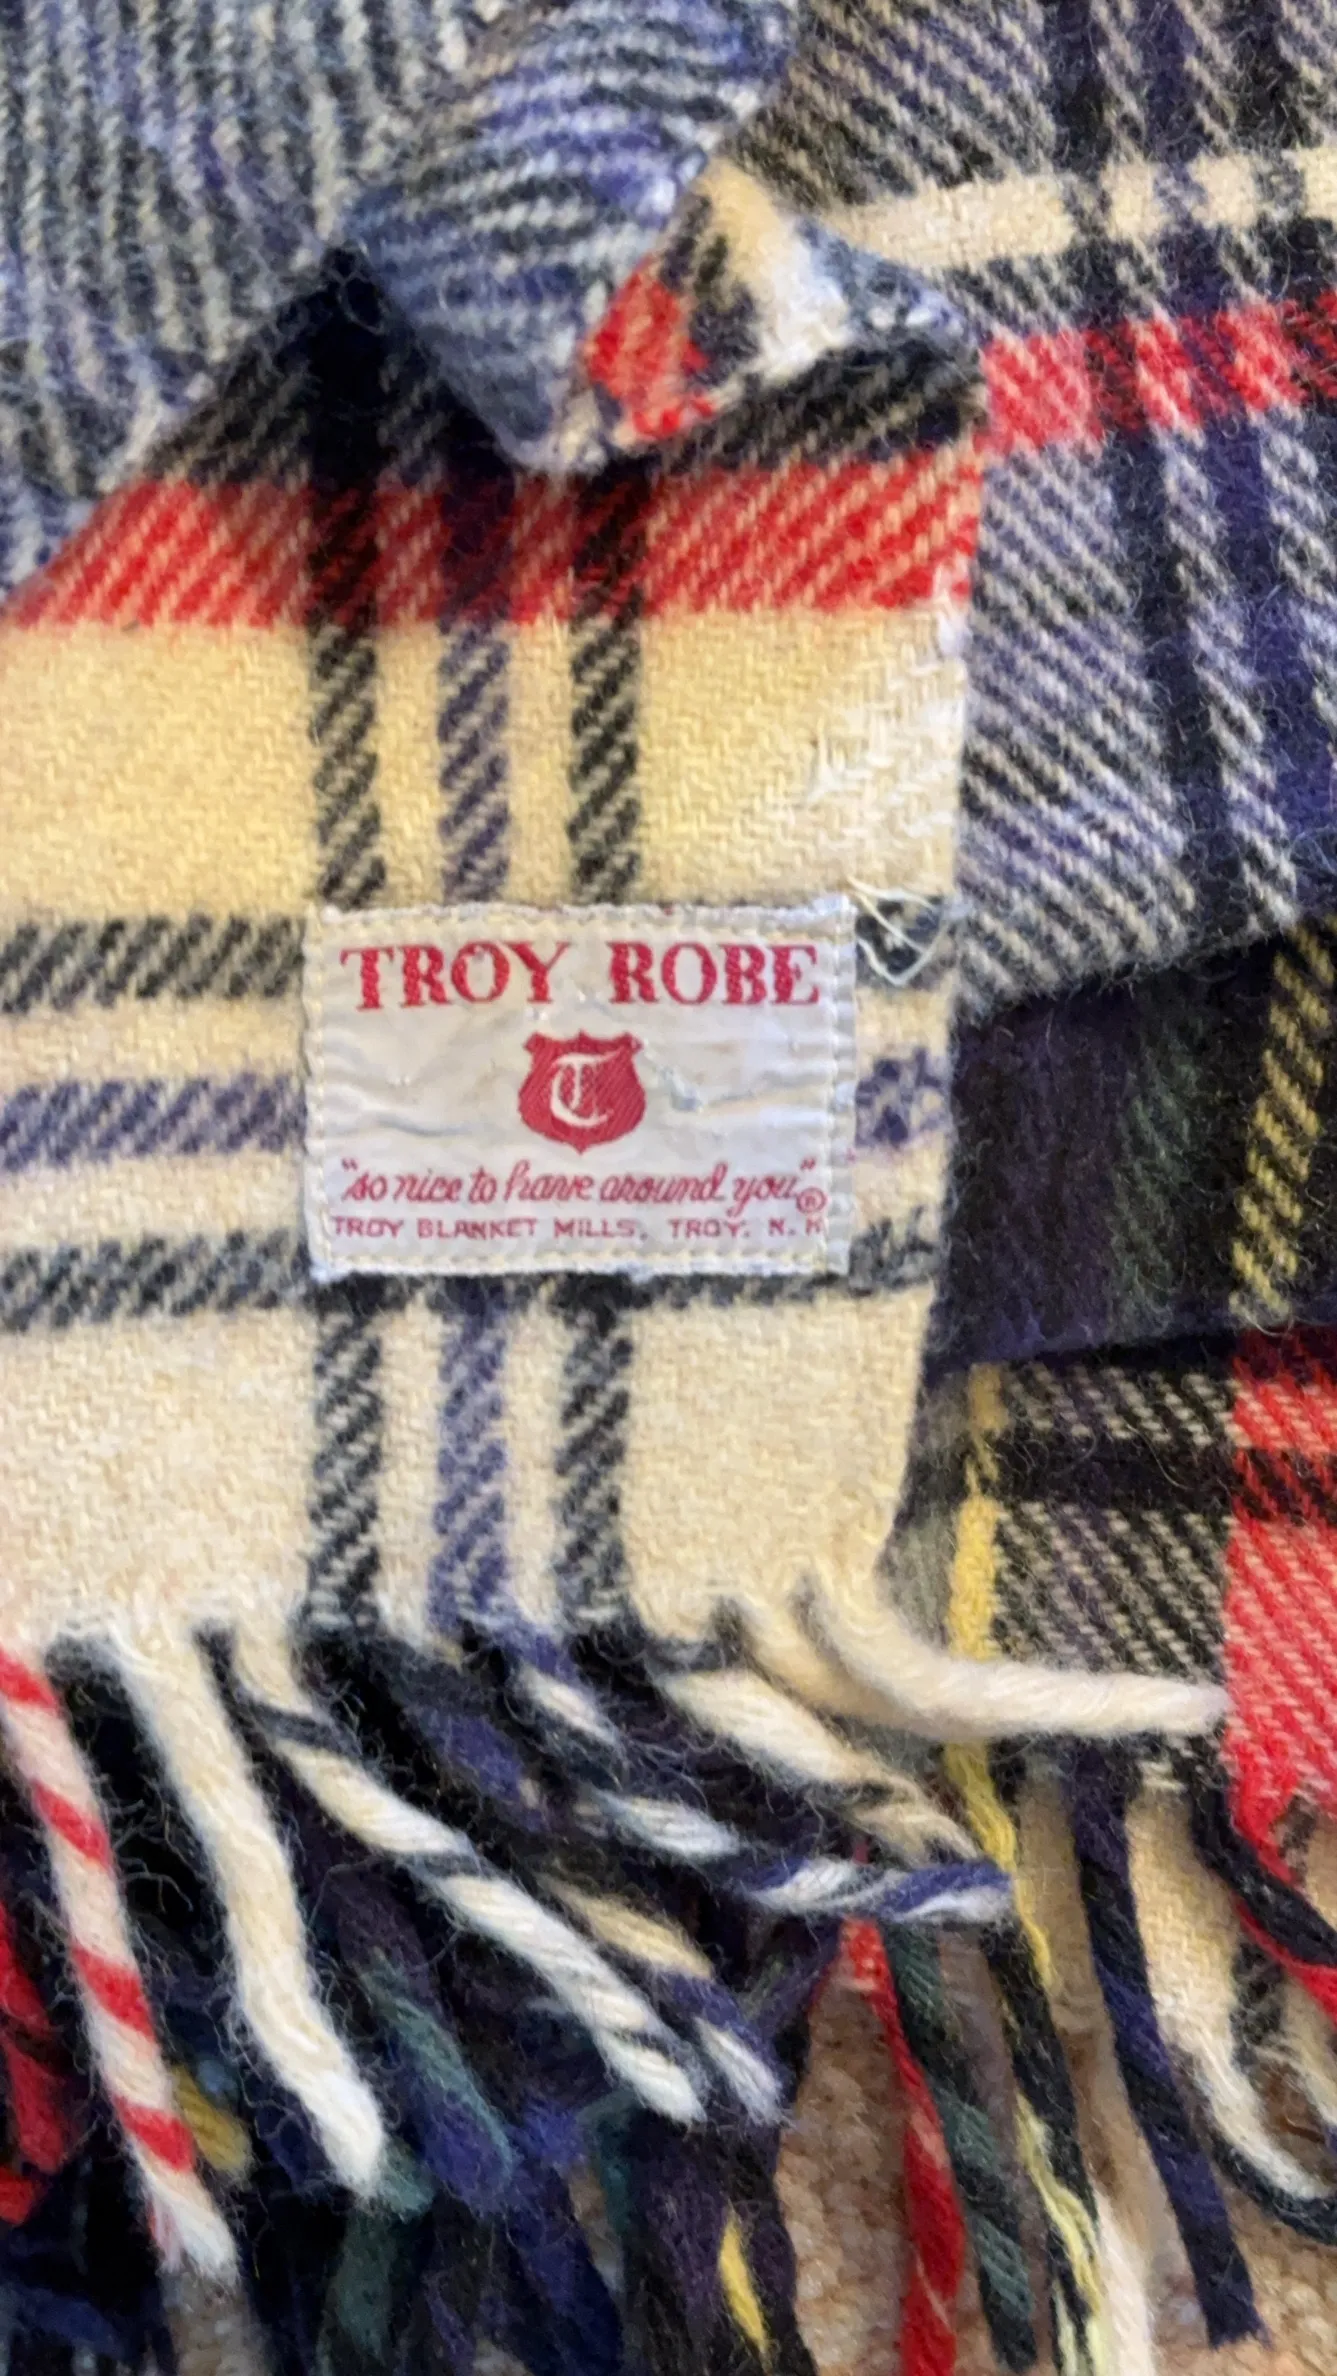 TROY ROBE
T
"so nice to have around you"®
TROY BLANKET MILLS, TROY, N. H